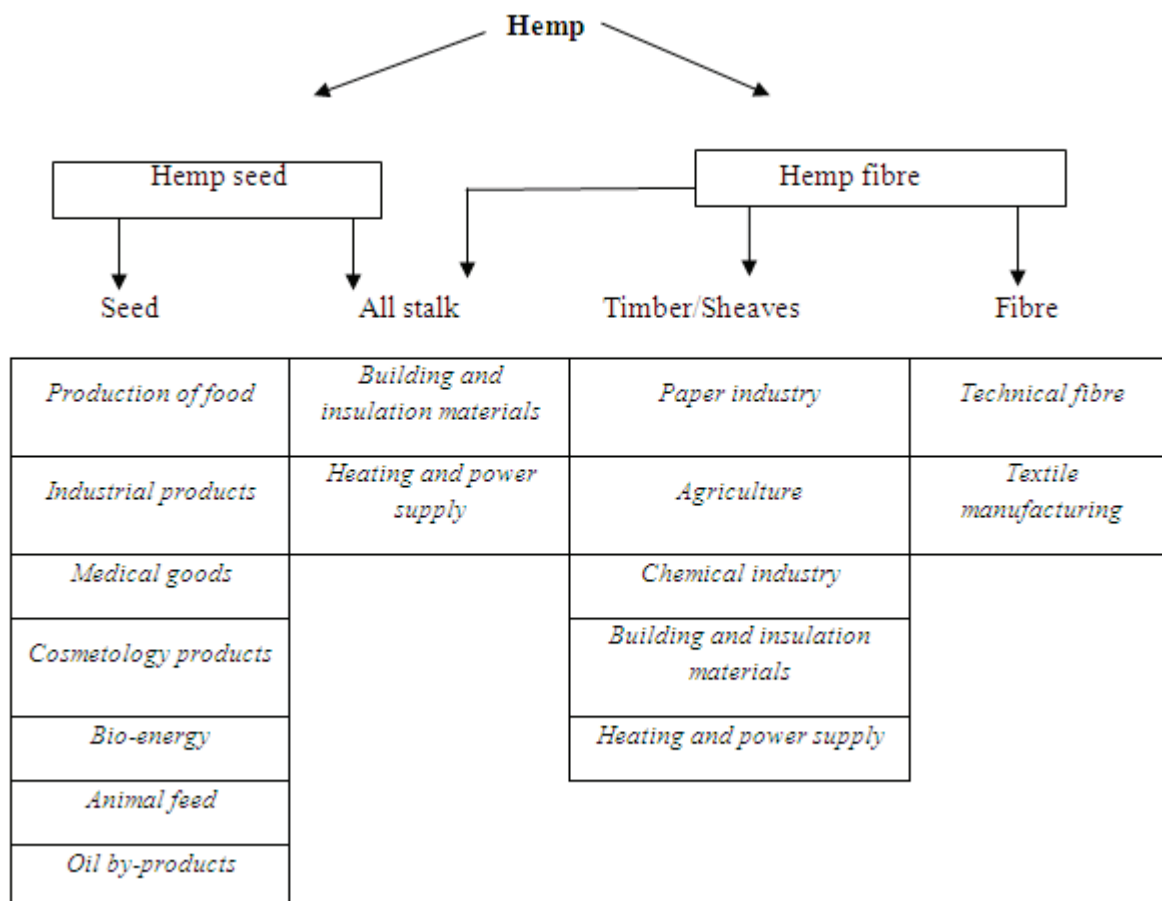 Hemp
Hemp seed
Hemp fibre
Seed
All stalk
Timber/Sheaves
Fibre
Production of food
Building and
insulation materials
Paper industry
Technical fibre
Industrial products
Heating and power
supply
Agriculture
Textile
manufacturing
Medical goods
Chemical industry
Cosmetology products
Building and insulation
materials
Bio-energy
Heating and power supply
Animal feed
Oil by-products